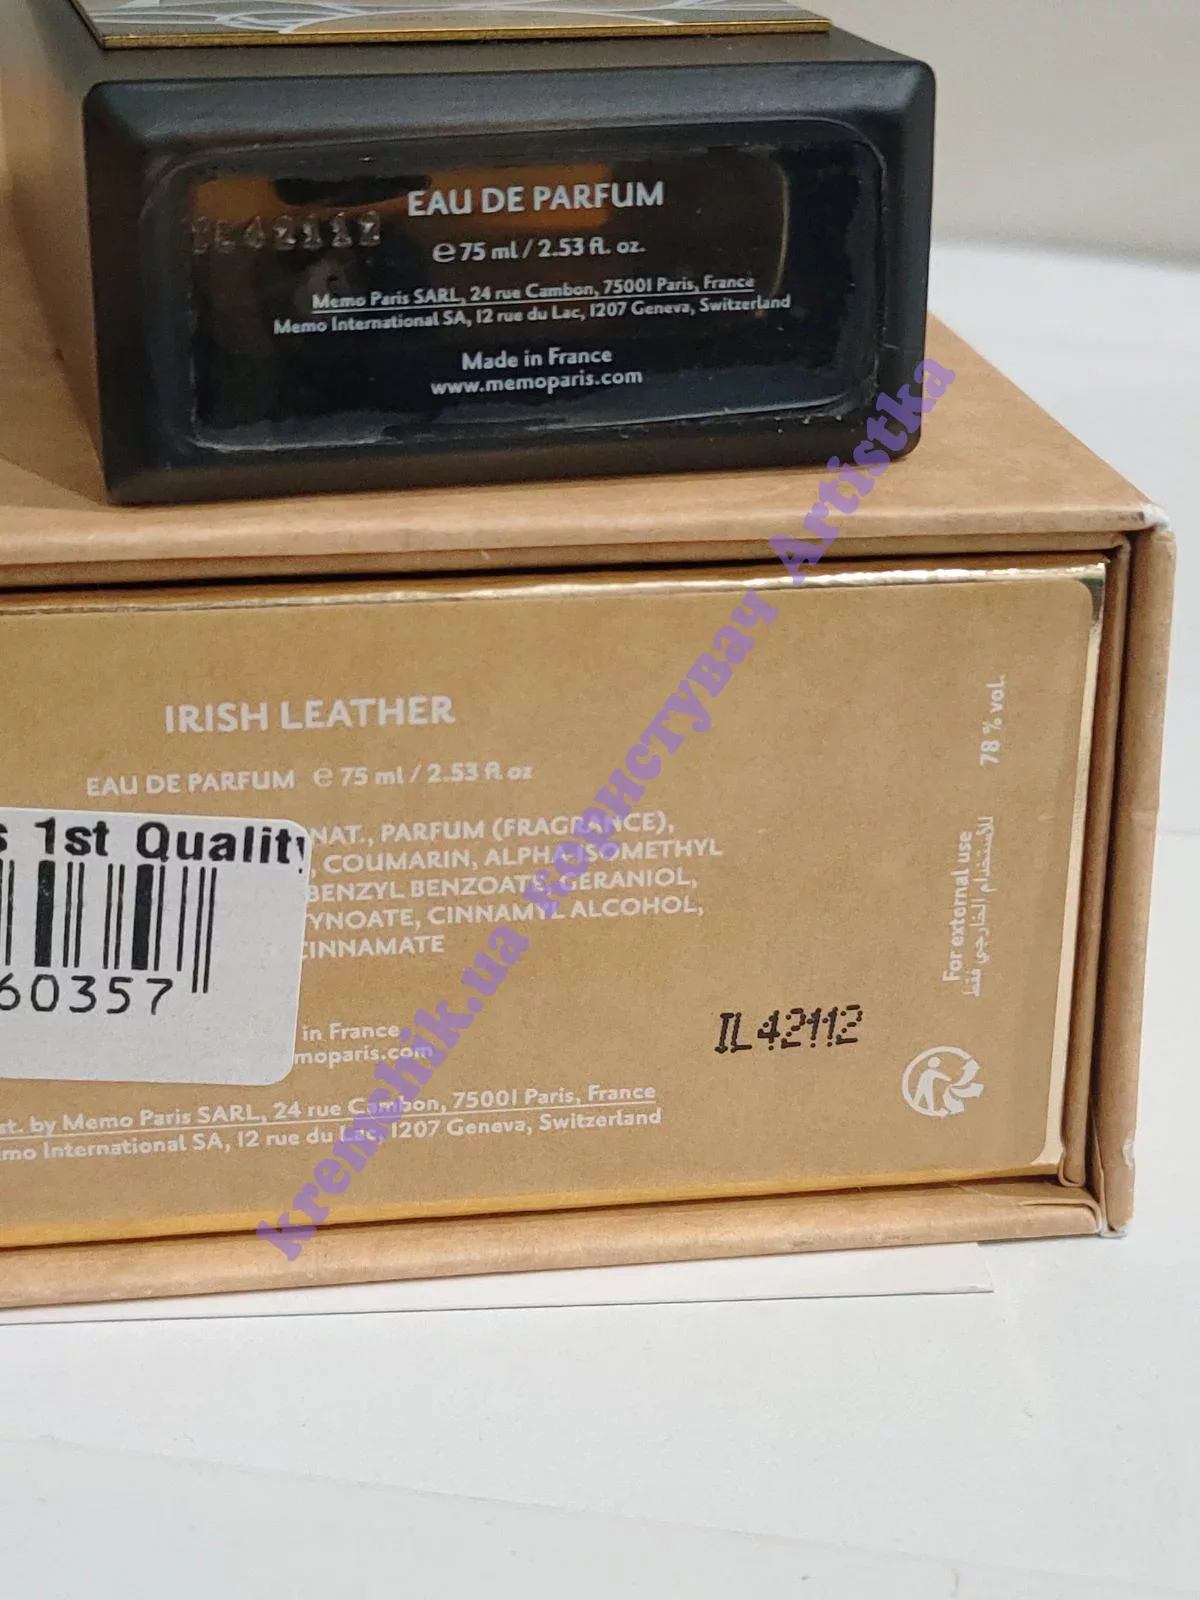 EAU DE PARFUM
IL42112
e 75 ml / 2.53 fl. oz.
Memo Paris SARL, 24 rue Cambon, 75001 Paris, France
Memo International SA, 12 rue du Lac, 1207 Geneva, Switzerland
Made in France
www.memoparis.com
IRISH LEATHER
EAU DE PARFUM e 75 ml / 2.53 fl oz
s 1st Quality
60357
NAT., PARFUM (FRAGRANCE),
, COUMARIN, ALPHA-ISOMETHYL
BENZYL BENZOATE, GERANIOL,
YNOATE, CINNAMYL ALCOHOL,
CINNAMATE
in France
moparis.com
st. by Memo Paris SARL, 24 rue Cambon, 75001 Paris, France
mo International SA, 12 rue du Lac, 1207 Geneva, Switzerland
IL42112
78 % vol.
For external use
للاستخدام الخارجي فقط
kremchik.ua користувач Artistka